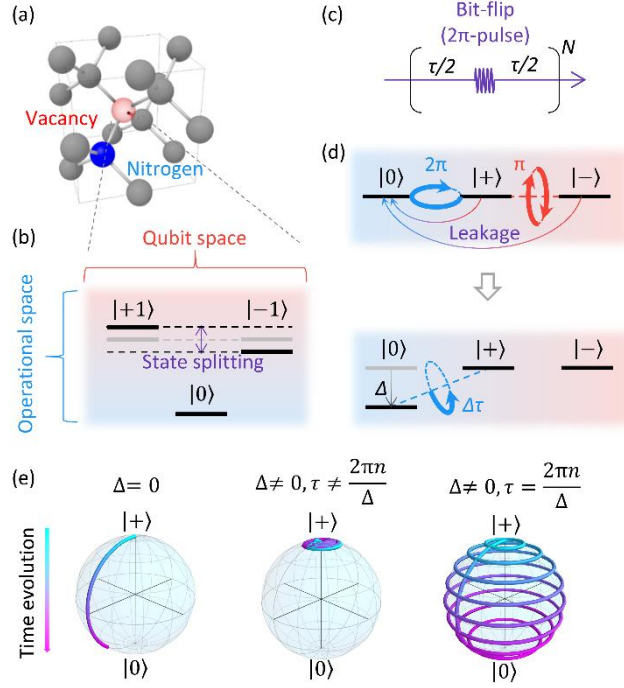 (a)
Vacancy
Nitrogen
(b)
Qubit space
Operational space
|+1⟩
|−1⟩
State splitting
|0⟩
(c)
Bit-flip
(2π-pulse)
τ/2
τ/2
N
(d)
|0⟩
2π
|+⟩
π
|−⟩
Leakage
|0⟩
|+⟩
|−⟩
Δ
Δτ
(e)
Δ= 0
Δ≠ 0, τ ≠ 2πn/Δ
Δ≠ 0, τ = 2πn/Δ
|+⟩
|+⟩
|+⟩
Time evolution
|0⟩
|0⟩
|0⟩